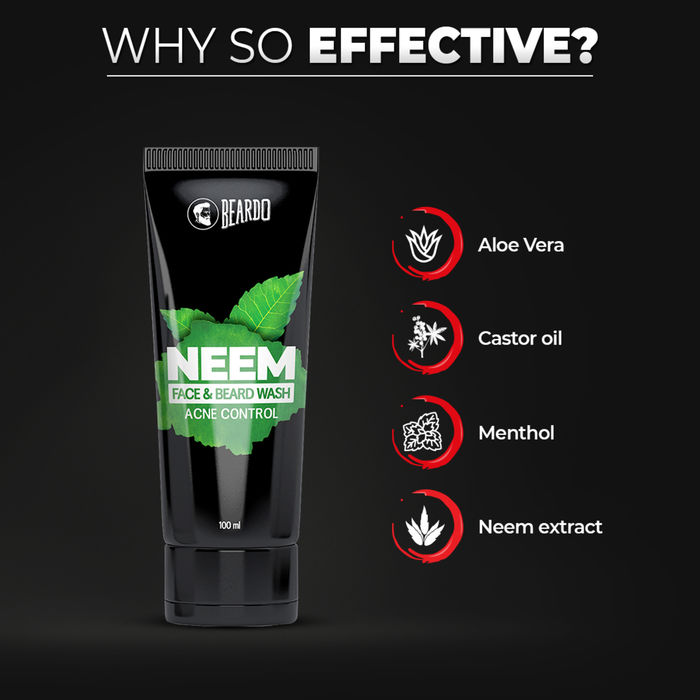 WHY SO EFFECTIVE?
BEARDO
NEEM
FACE & BEARD WASH
ACNE CONTROL
100 ml
Aloe Vera
Castor oil
Menthol
Neem extract